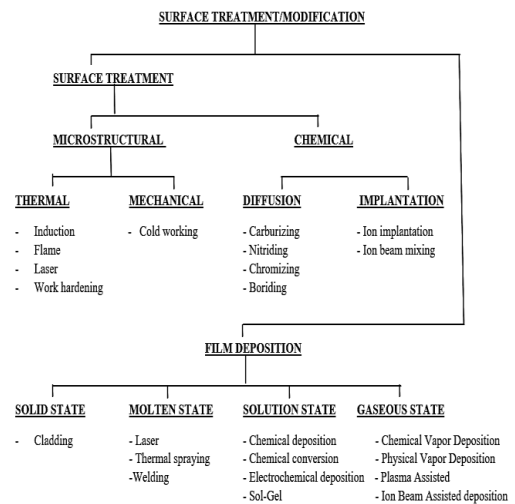 SURFACE TREATMENT/MODIFICATION
SURFACE TREATMENT
MICROSTRUCTURAL
CHEMICAL
THERMAL
- Induction
- Flame
- Laser
- Work hardening
MECHANICAL
- Cold working
DIFFUSION
- Carburizing
- Nitriding
- Chromizing
- Boriding
IMPLANTATION
- Ion implantation
- Ion beam mixing
FILM DEPOSITION
SOLID STATE
- Cladding
MOLTEN STATE
- Laser
- Thermal spraying
-Welding
SOLUTION STATE
- Chemical deposition
- Chemical conversion
- Electrochemical deposition
- Sol-Gel
GASEOUS STATE
- Chemical Vapor Deposition
- Physical Vapor Deposition
- Plasma Assisted
- Ion Beam Assisted deposition